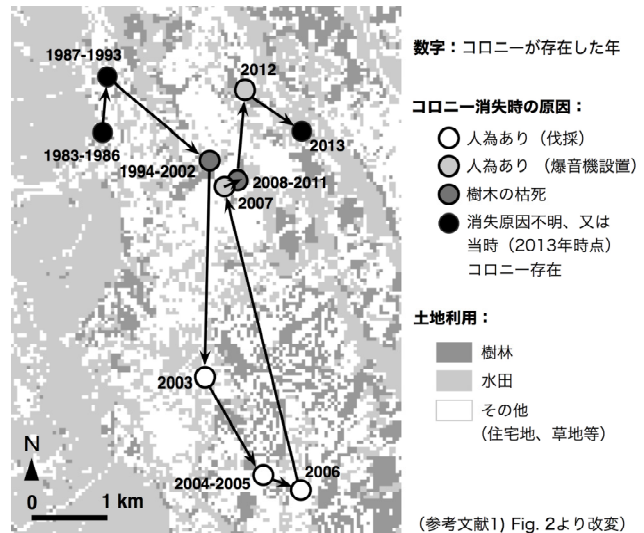 1987-1993
2012
1983-1986
2013
1994-2002
2008-2011
2007
2003
2004-2005
2006
N
0
1 km
数字：コロニーが存在した年
コロニー消失時の原因：
人為あり（伐採）
人為あり （爆音機設置）
樹木の枯死
消失原因不明、又は
当時（2013年時点）
コロニー存在
土地利用：
樹林
水田
その他
（住宅地、草地等）
（参考文献1) Fig. 2より改変）